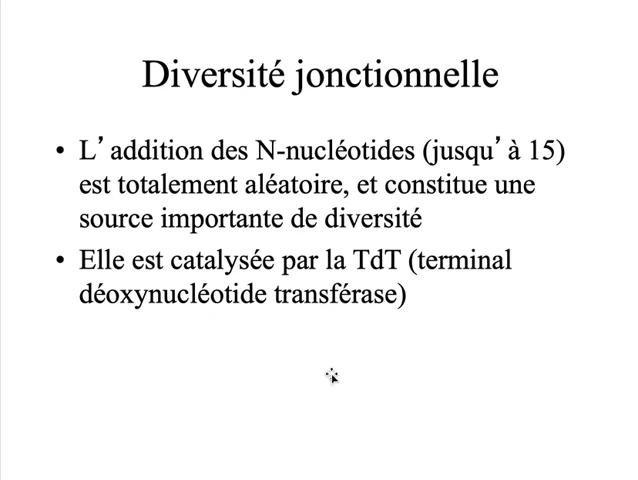 Diversité jonctionnelle
• L’addition des N-nucléotides (jusqu’à 15)
est totalement aléatoire, et constitue une
source importante de diversité
• Elle est catalysée par la TdT (terminal
déoxynucléotide transférase)